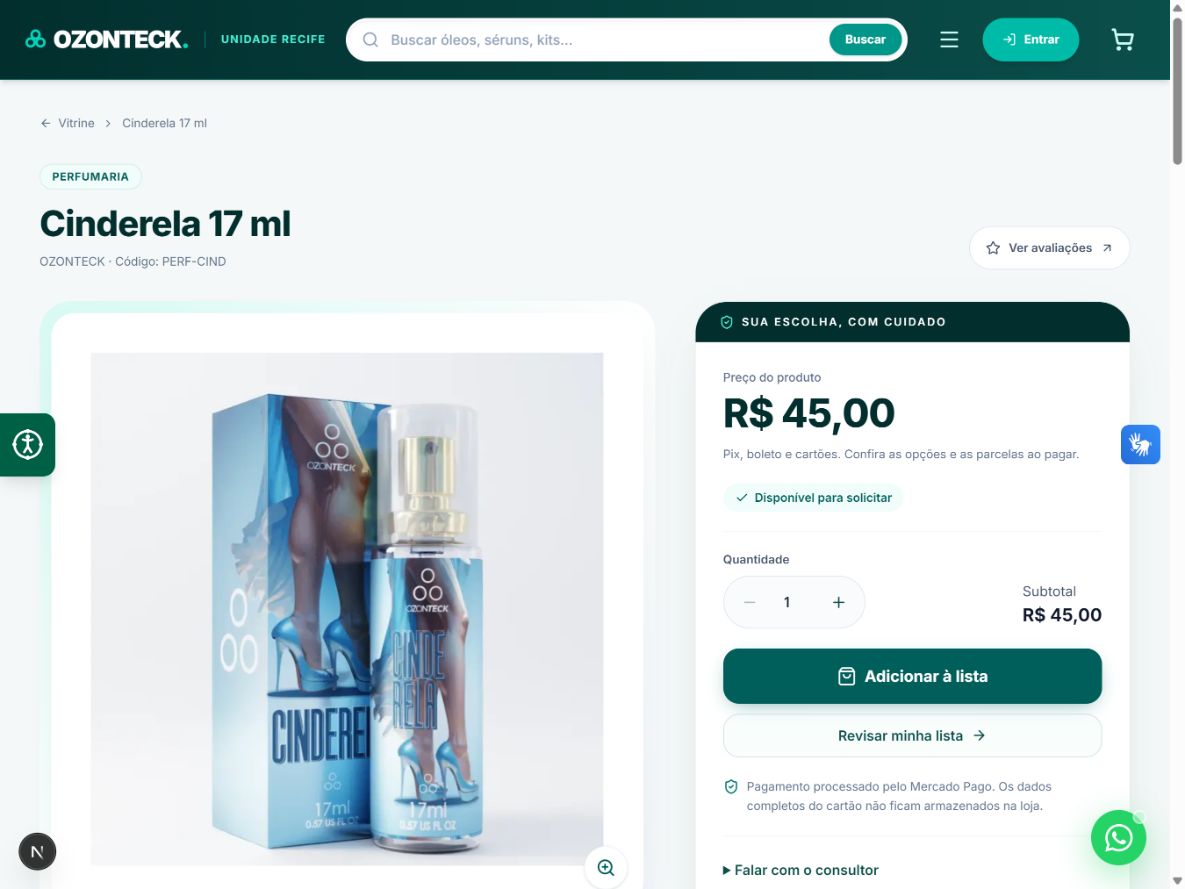 OZONTECK.
UNIDADE RECIFE
Buscar óleos, séruns, kits...
Buscar
Entrar
Vitrine
Cinderela 17 ml
PERFUMARIA
Cinderela 17 ml
OZONTECK · Código: PERF-CIND
Ver avaliações
OZONTECK
OZONTECK
CINDE
RELA
CINDEREL
17ml
0.57 US FL OZ
17ml
0.57 US FL OZ
SUA ESCOLHA, COM CUIDADO
Preço do produto
R$ 45,00
Pix, boleto e cartões. Confira as opções e as parcelas ao pagar.
Disponível para solicitar
Quantidade
1
Subtotal
R$ 45,00
Adicionar à lista
Revisar minha lista
Pagamento processado pelo Mercado Pago. Os dados
completos do cartão não ficam armazenados na loja.
Falar com o consultor
N